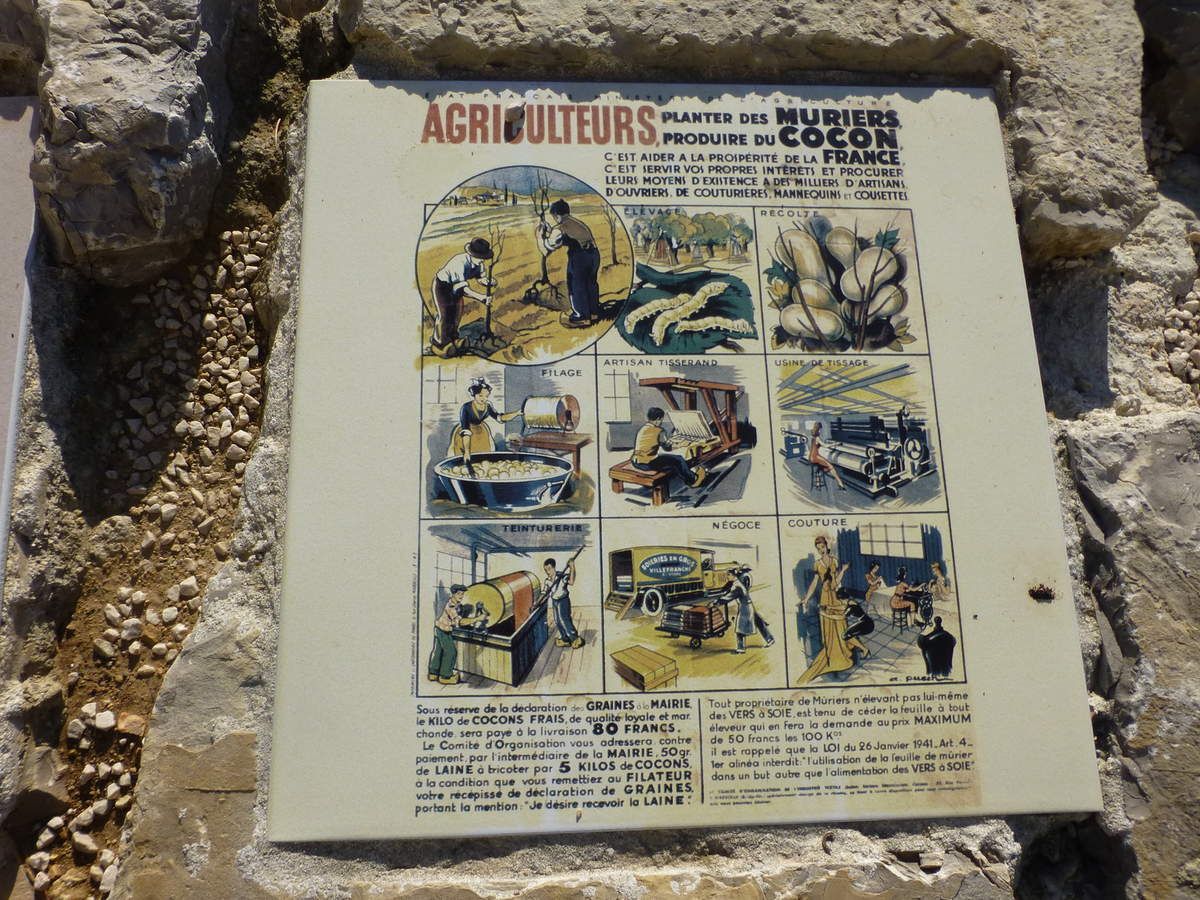 ETAT FRANÇAIS MINISTÈRE DE L'AGRICULTURE
AGRICULTEURS, PLANTER DES MURIERS,
PRODUIRE DU COCON,
C'EST AIDER A LA PROSPÉRITÉ DE LA FRANCE,
C'EST SERVIR VOS PROPRES INTÉRETS ET PROCURER
LEURS MOYENS D'EXISTENCE A DES MILLIERS D'ARTISANS,
D'OUVRIERS, DE COUTURIÈRES, MANNEQUINS ET COUSETTES
ÉLEVAGE
RÉCOLTE
FILAGE
ARTISAN TISSERAND
USINE DE TISSAGE
TEINTURERIE
NÉGOCE
COUTURE
SOIERIES EN GROS
VILLEFRANCHE
Sous réserve de la déclaration des GRAINES à la MAIRIE
le KILO de COCONS FRAIS, de qualité loyale et mar-
chande, sera payé à la livraison 80 FRANCS.
Le Comité d'Organisation vous adressera contre
paiement, par l'intermédiaire de la MAIRIE, 50 gr.
de LAINE à tricoter par 5 KILOS de COCONS,
à la condition que vous remettiez au FILATEUR
votre récépissé de déclaration de GRAINES,
portant la mention: "Je désire recevoir la LAINE".
Tout propriétaire de Mûriers n'élevant pas lui-même
des VERS à SOIE, est tenu de céder la feuille à tout
éleveur qui en fera la demande au prix MAXIMUM
de 50 francs les 100 Kos
il est rappelé que la LOI du 26 Janvier 1941_Art. 4_
1er alinéa interdit: "l'utilisation de la feuille de mûrier
dans un but autre que l'alimentation des VERS à SOIE"